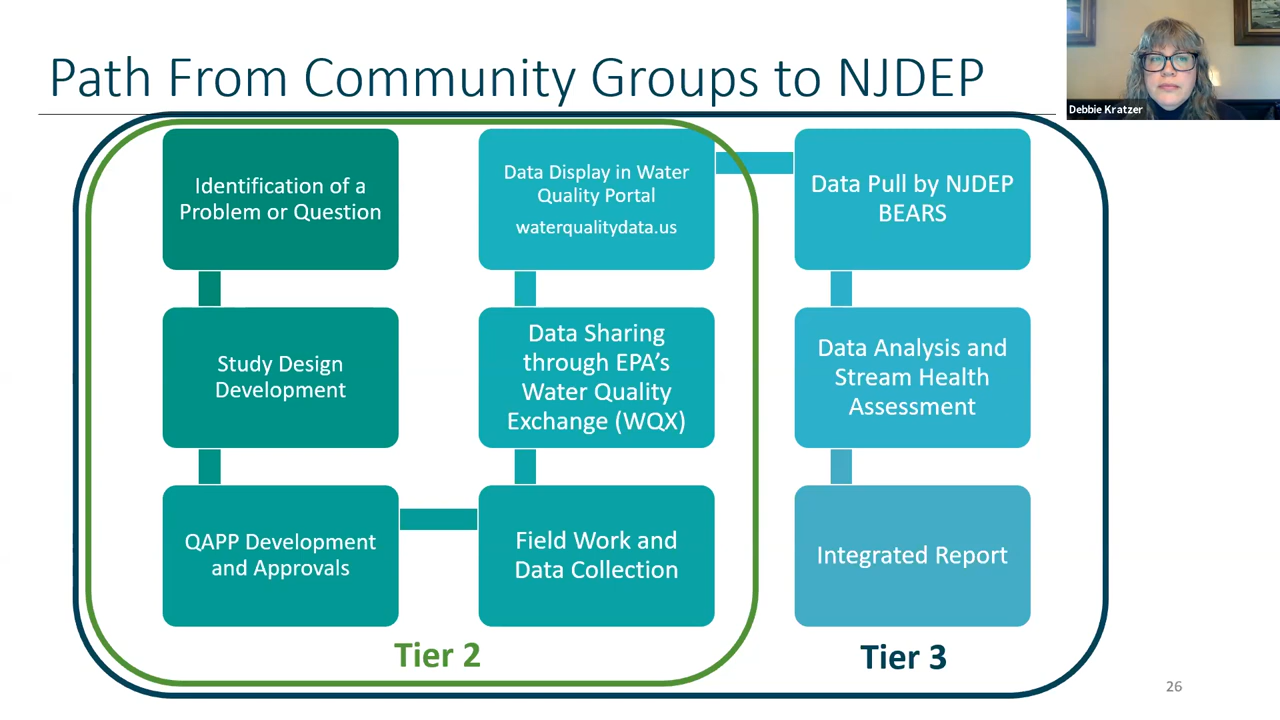 Path From Community Groups to NJDEP
Debbie Kratzer
Identification of a
Problem or Question
Study Design
Development
QAPP Development
and Approvals
Field Work and
Data Collection
Data Sharing
through EPA's
Water Quality
Exchange (WQX)
Data Display in Water
Quality Portal
waterqualitydata.us
Data Pull by NJDEP
BEARS
Data Analysis and
Stream Health
Assessment
Integrated Report
Tier 2
Tier 3
26